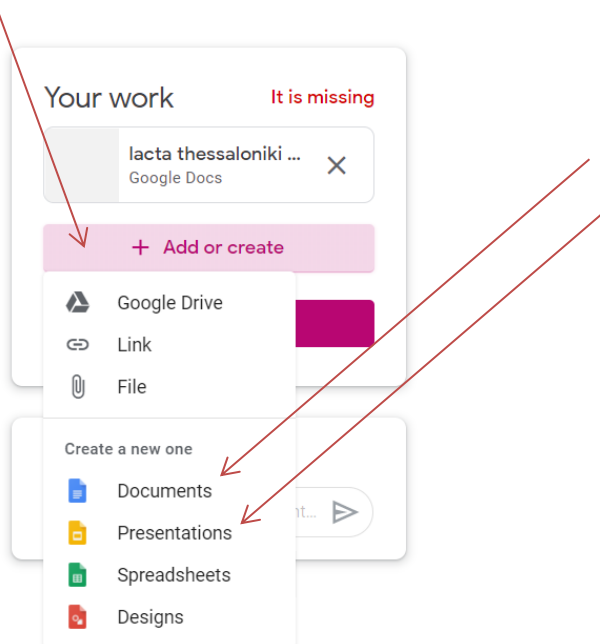 Your work
It is missing
lacta thessaloniki ...
Google Docs
+ Add or create
Google Drive
Link
File
Create a new one
Documents
nt...
Presentations
Spreadsheets
Designs